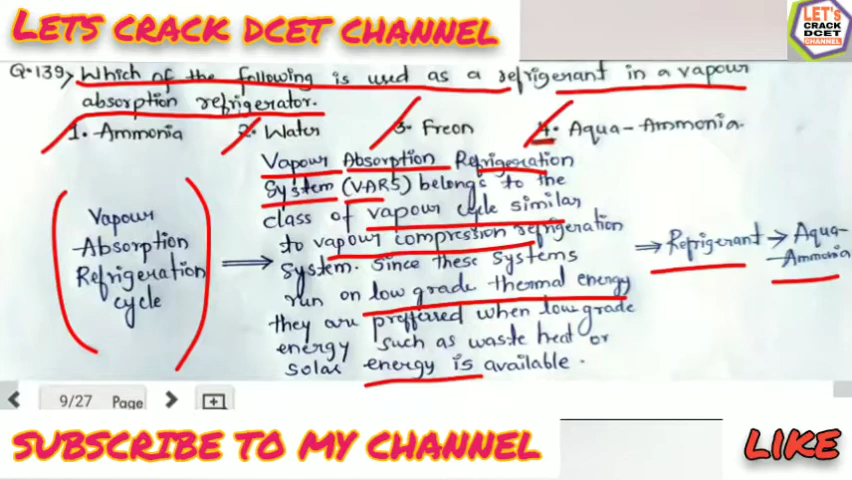 LETS CRACK DCET CHANNEL
LET'S
CRACK
DCET
CHANNEL
Q.139> Which of the following is used as a refrigerant in a vapour
absorption refrigerator.
1. Ammonia 2. Water 3. Freon 4. Aqua-Ammonia.
Vapour Absorption Refrigeration
System (VARS) belongs to the
class of vapour cycle similar
to vapour compression refrigeration
system. Since these systems
run on low grade thermal energy
they are preffered when low grade
energy such as waste heat or
solar energy is available.
Vapour
Absorption
Refrigeration
cycle
⇒ Refrigerant → Aqua-
Ammonia
9/27 Page
SUBSCRIBE TO MY CHANNEL
LIKE